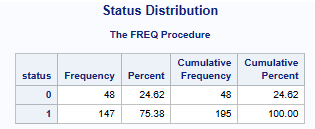 Status Distribution
The FREQ Procedure
status Frequency Percent Cumulative Frequency Cumulative Percent
0 48 24.62 48 24.62
1 147 75.38 195 100.00